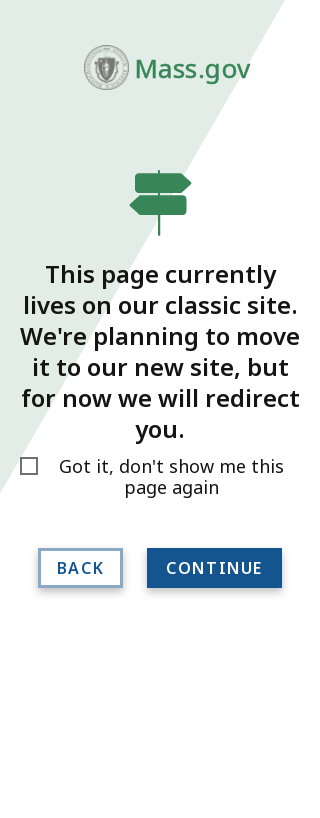 Mass.gov
This page currently
lives on our classic site.
We're planning to move
it to our new site, but
for now we will redirect
you.
Got it, don't show me this
page again
BACK
CONTINUE